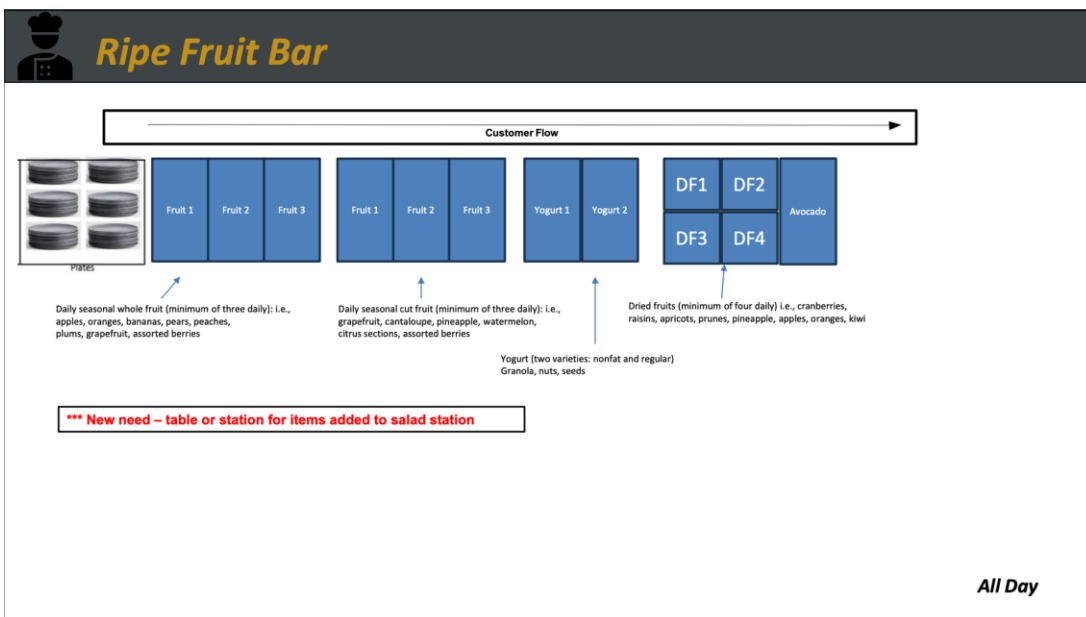 Ripe Fruit Bar
Customer Flow
Plates
Fruit 1
Fruit 2
Fruit 3
Fruit 1
Fruit 2
Fruit 3
Yogurt 1
Yogurt 2
DF1
DF2
DF3
DF4
Avocado
Daily seasonal whole fruit (minimum of three daily): i.e.,
apples, oranges, bananas, pears, peaches,
plums, grapefruit, assorted berries
Daily seasonal cut fruit (minimum of three daily): i.e.,
grapefruit, cantaloupe, pineapple, watermelon,
citrus sections, assorted berries
Yogurt (two varieties: nonfat and regular)
Granola, nuts, seeds
Dried fruits (minimum of four daily) i.e., cranberries,
raisins, apricots, prunes, pineapple, apples, oranges, kiwi
*** New need – table or station for items added to salad station
All Day